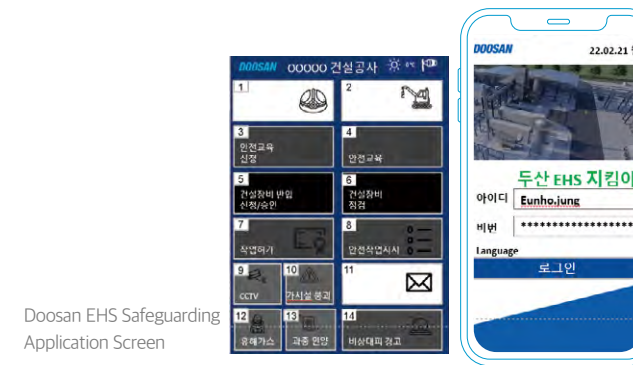 DOOSAN
OOOOO 건설공사
0℃
1
2
3
안전교육
신청
4
안전교육
5
건설장비 반입
신청/승인
6
건설장비
점검
7
작업허가
8
안전작업지시
9
CCTV
10
가시설 붕괴
11
12
유해가스
13
과중 인양
14
비상대피 경고
DOOSAN
22.02.21
두산 EHS 지킴이
아이디
Eunho.jung
비번
******************
Language
로그인
Doosan EHS Safeguarding
Application Screen